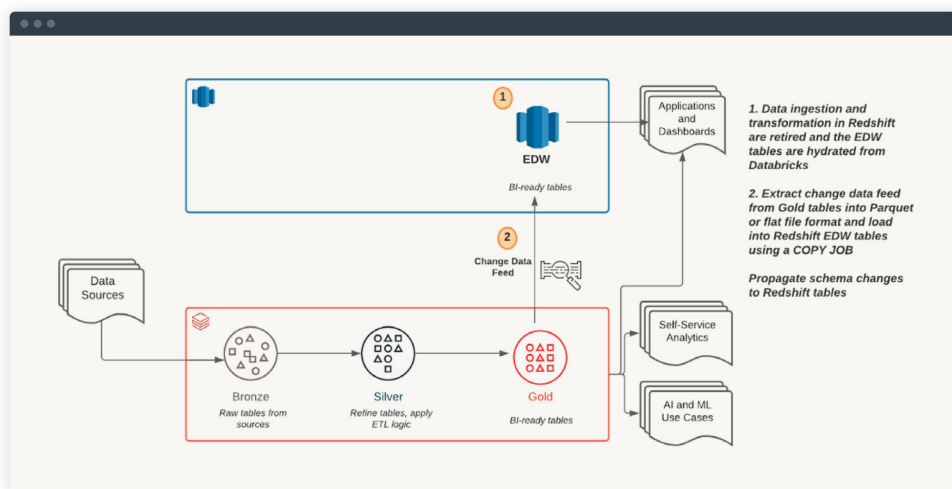 1
EDW
BI-ready tables
Applications
and
Dashboards
1. Data ingestion and
transformation in Redshift
are retired and the EDW
tables are hydrated from
Databricks
2. Extract change data feed
from Gold tables into Parquet
or flat file format and load
into Redshift EDW tables
using a COPY JOB
Propagate schema changes
to Redshift tables
2
Change Data
Feed
Data
Sources
Bronze
Raw tables from
sources
Silver
Refine tables, apply
ETL logic
Gold
BI-ready tables
Self-Service
Analytics
AI and ML
Use Cases